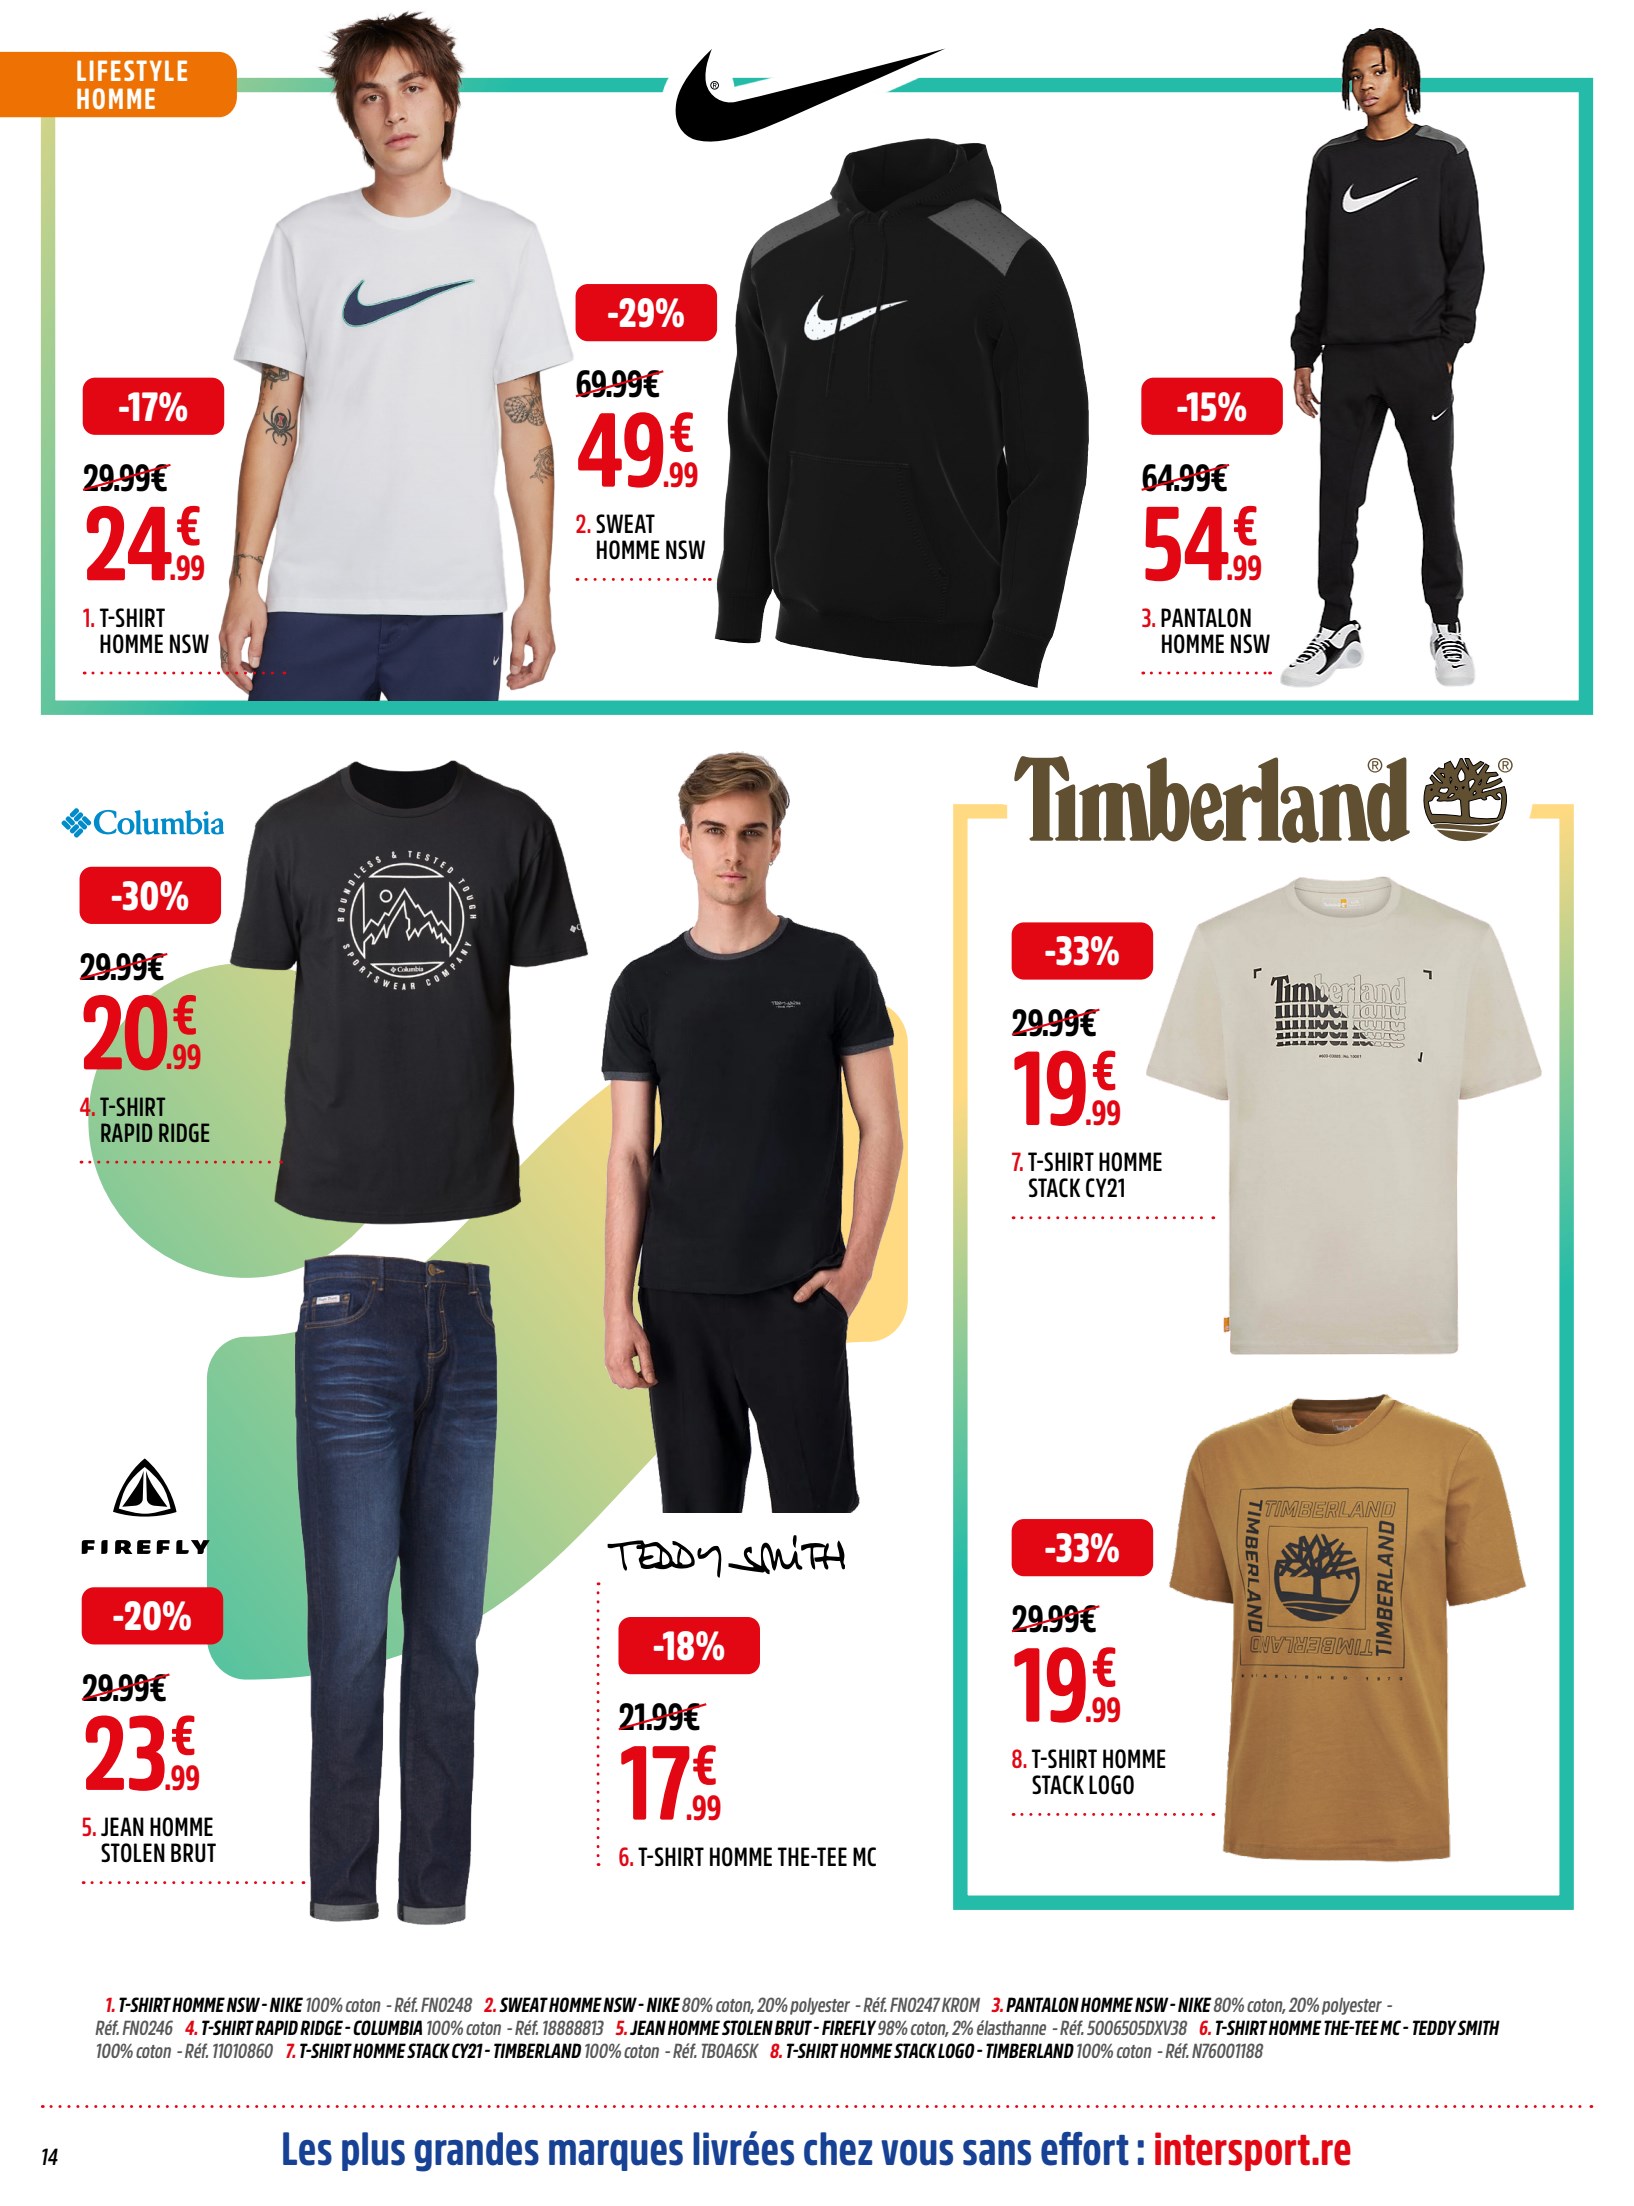 LIFESTYLE
HOMME
-17%
29.99€
24€.99
1. T-SHIRT
HOMME NSW
-29%
69.99€
49€.99
2. SWEAT
HOMME NSW
-15%
64.99€
54€.99
3. PANTALON
HOMME NSW
Columbia
-30%
29.99€
20€.99
4. T-SHIRT
RAPID RIDGE
BOUNDLESS & TESTED TOUGH
Columbia
SPORTSWEAR COMPANY
FIREFLY
-20%
29.99€
23€.99
5. JEAN HOMME
STOLEN BRUT
TEDDY SMITH
TEDDY SMITH
-18%
21.99€
17€.99
6. T-SHIRT HOMME THE-TEE MC
Timberland®
-33%
29.99€
19€.99
7. T-SHIRT HOMME
STACK CY21
Timberland
-33%
29.99€
19€.99
8. T-SHIRT HOMME
STACK LOGO
TIMBERLAND
TIMBERLAND
TIMBERLAND
TIMBERLAND
ESTABLISHED 1973
1. T-SHIRT HOMME NSW - NIKE 100% coton - Réf. FN0248 2. SWEAT HOMME NSW - NIKE 80% coton, 20% polyester - Réf. FN0247 KROM 3. PANTALON HOMME NSW - NIKE 80% coton, 20% polyester -
Réf. FN0246 4. T-SHIRT RAPID RIDGE - COLUMBIA 100% coton - Réf. 18888813 5. JEAN HOMME STOLEN BRUT - FIREFLY 98% coton, 2% élasthanne - Réf. 5006505DXV38 6. T-SHIRT HOMME THE-TEE MC - TEDDY SMITH
100% coton - Réf. 11010860 7. T-SHIRT HOMME STACK CY21 - TIMBERLAND 100% coton - Réf. TB0A6SK 8. T-SHIRT HOMME STACK LOGO - TIMBERLAND 100% coton - Réf. N76001188
14
Les plus grandes marques livrées chez vous sans effort : intersport.re